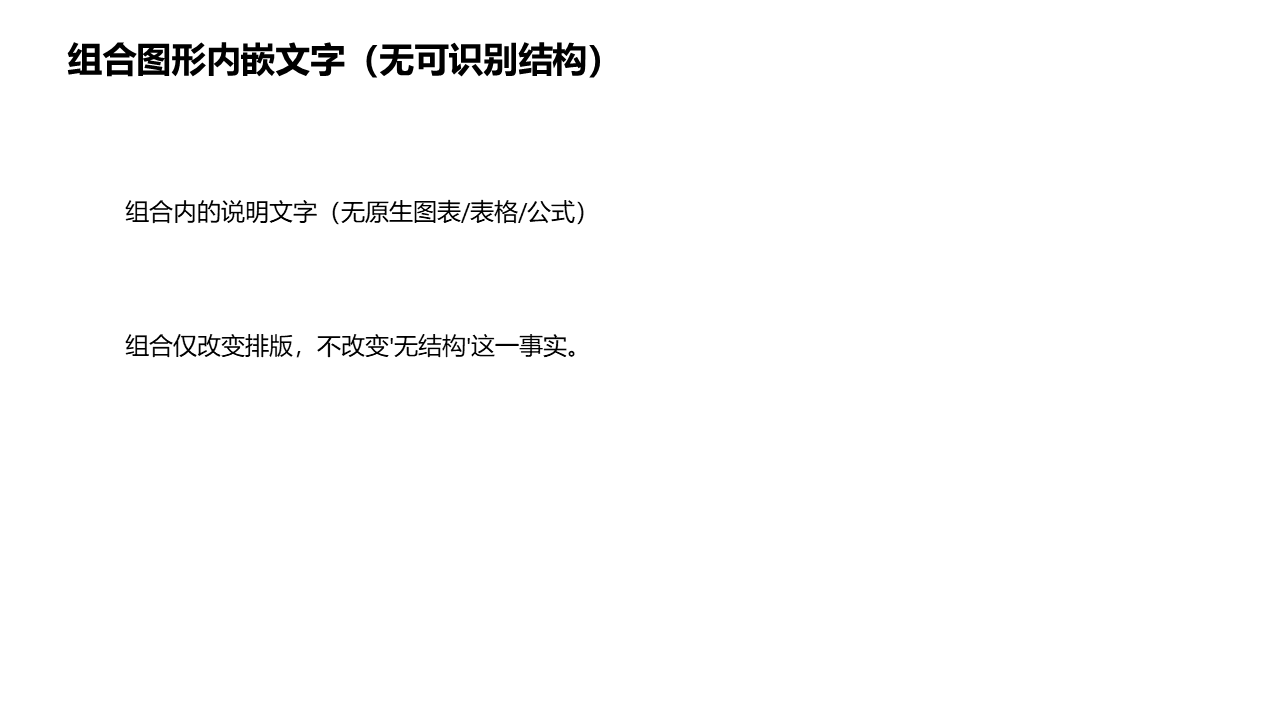 组合图形内嵌文字（无可识别结构）
组合内的说明文字（无原生图表/表格/公式）
组合仅改变排版，不改变'无结构'这一事实。